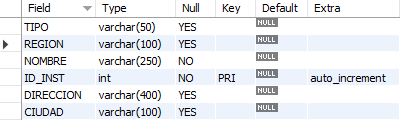 Field Type Null Key Default Extra
TIPO varchar(50) YES NULL
REGION varchar(100) YES NULL
NOMBRE varchar(250) NO NULL
ID_INST int NO PRI NULL auto_increment
DIRECCION varchar(400) YES NULL
CIUDAD varchar(100) YES NULL